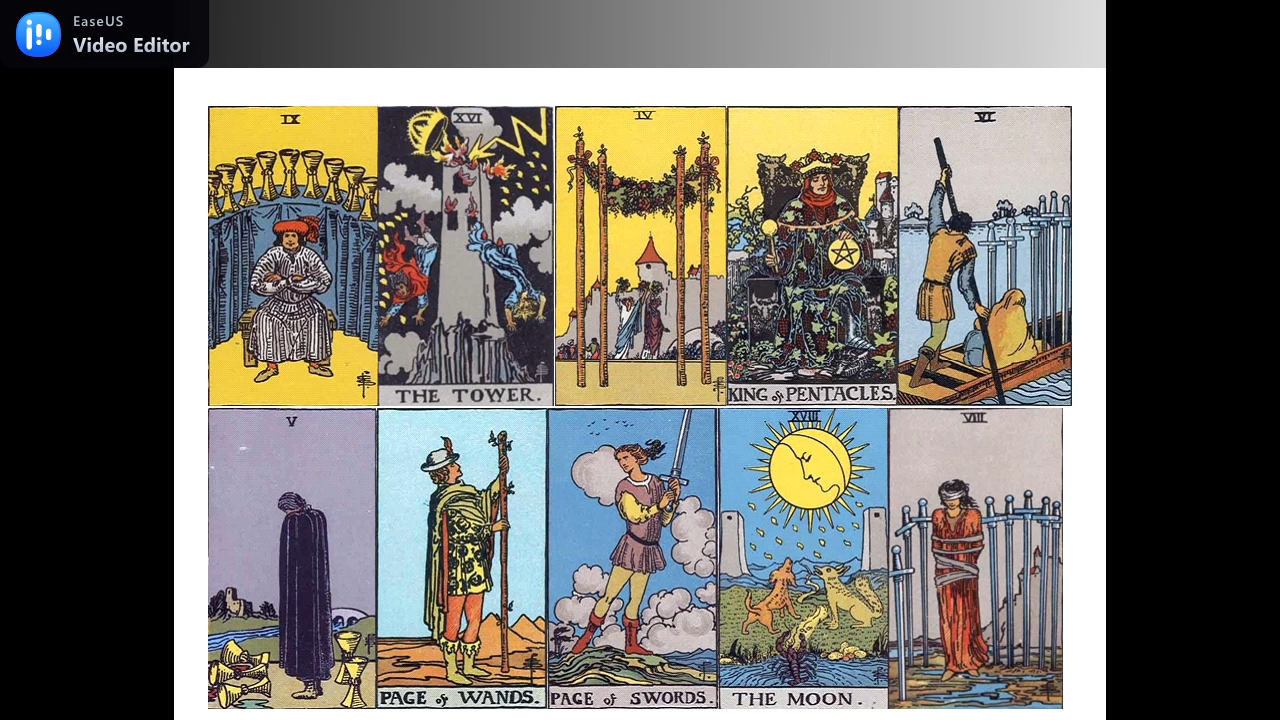 EaseUS
Video Editor
IX
XVI
IV
VI
THE TOWER.
KING of PENTACLES.
V
XVIII
VIII
PAGE of WANDS.
PAGE of SWORDS.
THE MOON.